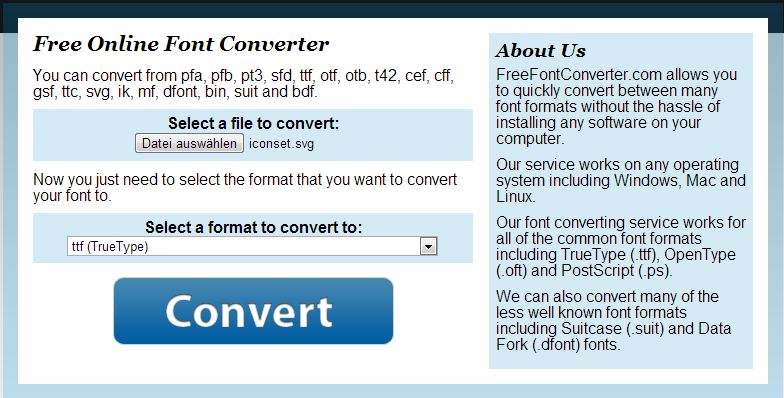 Free Online Font Converter
You can convert from pfa, pfb, pt3, sfd, ttf, otf, otb, t42, cef, cff,
gsf, ttc, svg, ik, mf, dfont, bin, suit and bdf.
Select a file to convert:
Datei auswählen iconset.svg
Now you just need to select the format that you want to convert
your font to.
Select a format to convert to:
ttf (TrueType)
Convert
About Us
FreeFontConverter.com allows you
to quickly convert between many
font formats without the hassle of
installing any software on your
computer.
Our service works on any operating
system including Windows, Mac and
Linux.
Our font converting service works for
all of the common font formats
including TrueType (.ttf), OpenType
(.oft) and PostScript (.ps).
We can also convert many of the
less well known font formats
including Suitcase (.suit) and Data
Fork (.dfont) fonts.